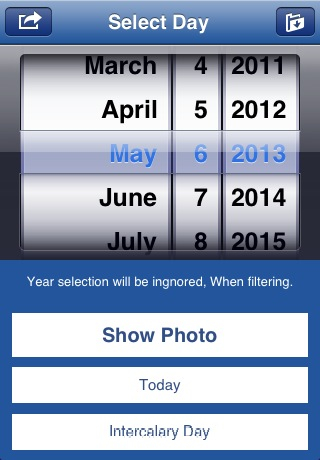 Select Day
March 4 2011
April 5 2012
May 6 2013
June 7 2014
July 8 2015
Year selection will be ingnored, When filtering.
Show Photo
Today
Intercalary Day